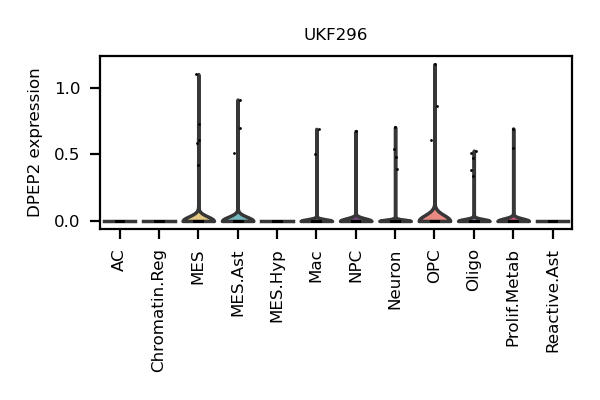 UKF296
DPEP2 expression
1.0
0.5
0.0
AC
Chromatin.Reg
MES
MES.Ast
MES.Hyp
Mac
NPC
Neuron
OPC
Oligo
Prolif.Metab
Reactive.Ast